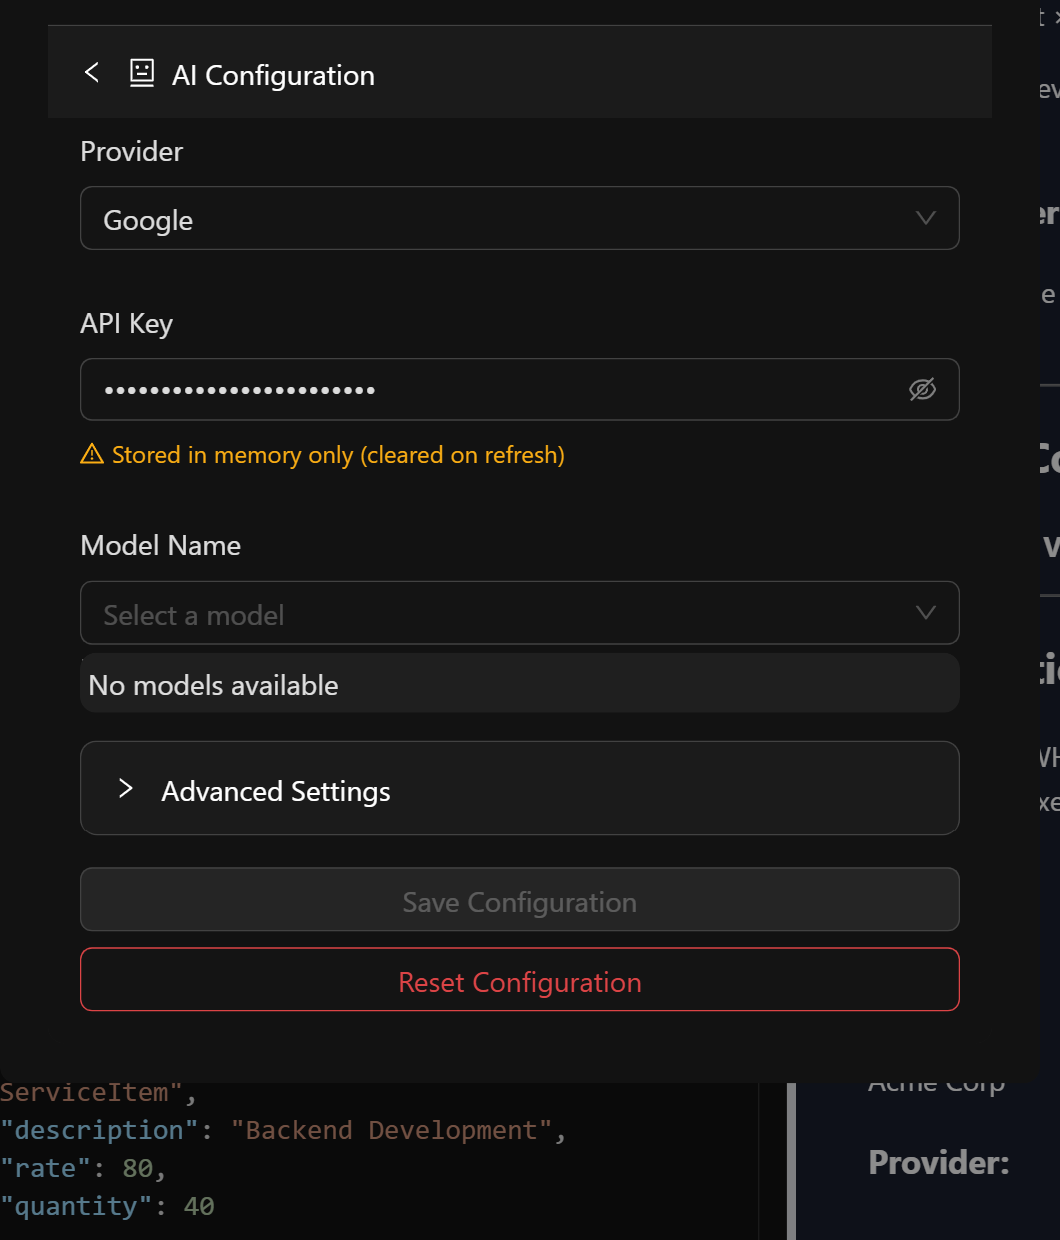 AI Configuration
Provider
Google
API Key
••••••••••••••••••••••••
Stored in memory only (cleared on refresh)
Model Name
Select a model
No models available
Advanced Settings
Save Configuration
Reset Configuration
ServiceItem",
"description": "Backend Development",
"rate": 80,
"quantity": 40
Acme Corp
Provider: